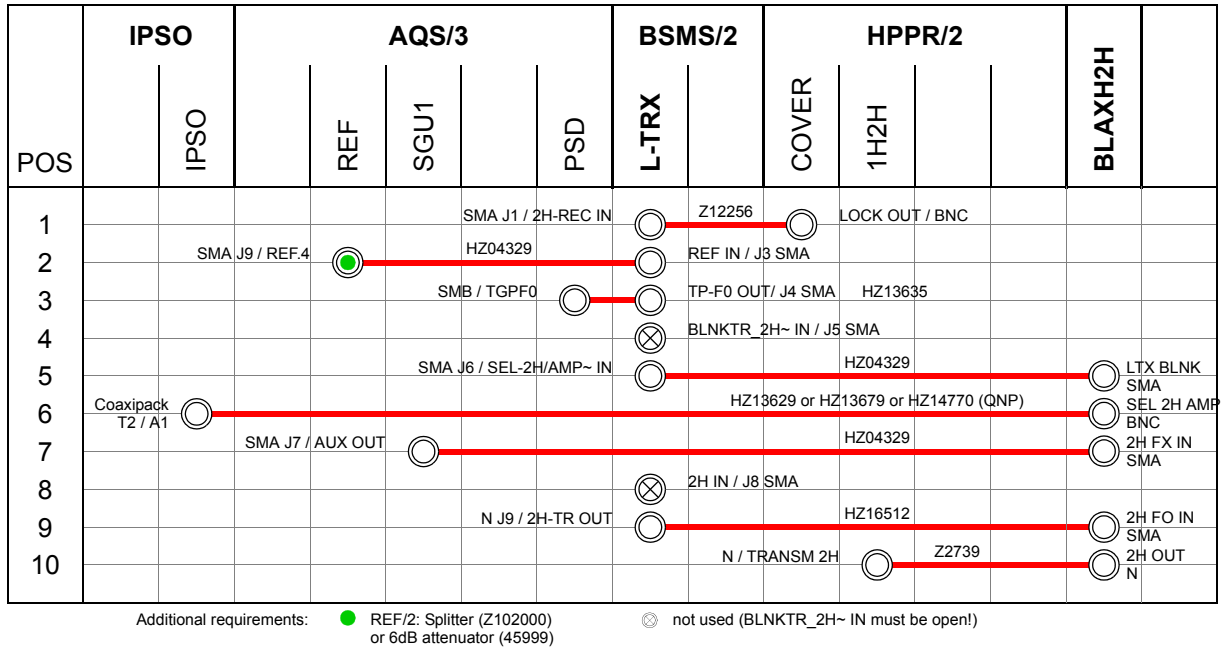 IPSO AQS/3 BSMS/2 HPPR/2
POS IPSO REF SGU1 PSD L-TRX COVER 1H2H BLAXH2H
1 SMA J1 / 2H-REC IN Z12256 LOCK OUT / BNC
2 SMA J9 / REF.4 HZ04329 REF IN / J3 SMA
3 SMB / TGPF0 TP-F0 OUT/ J4 SMA HZ13635
4 BLNKTR_2H~ IN / J5 SMA
5 SMA J6 / SEL-2H/AMP~ IN HZ04329 LTX BLNK
SMA
6 Coaxipack HZ13629 or HZ13679 or HZ14770 (QNP) SEL 2H AMP
T2 / A1 BNC
7 SMA J7 / AUX OUT HZ04329 2H FX IN
SMA
8 2H IN / J8 SMA
9 N J9 / 2H-TR OUT HZ16512 2H FO IN
SMA
10 N / TRANSM 2H Z2739 2H OUT
N
Additional requirements: REF/2: Splitter (Z102000) not used (BLNKTR_2H~ IN must be open!)
or 6dB attenuator (45999)